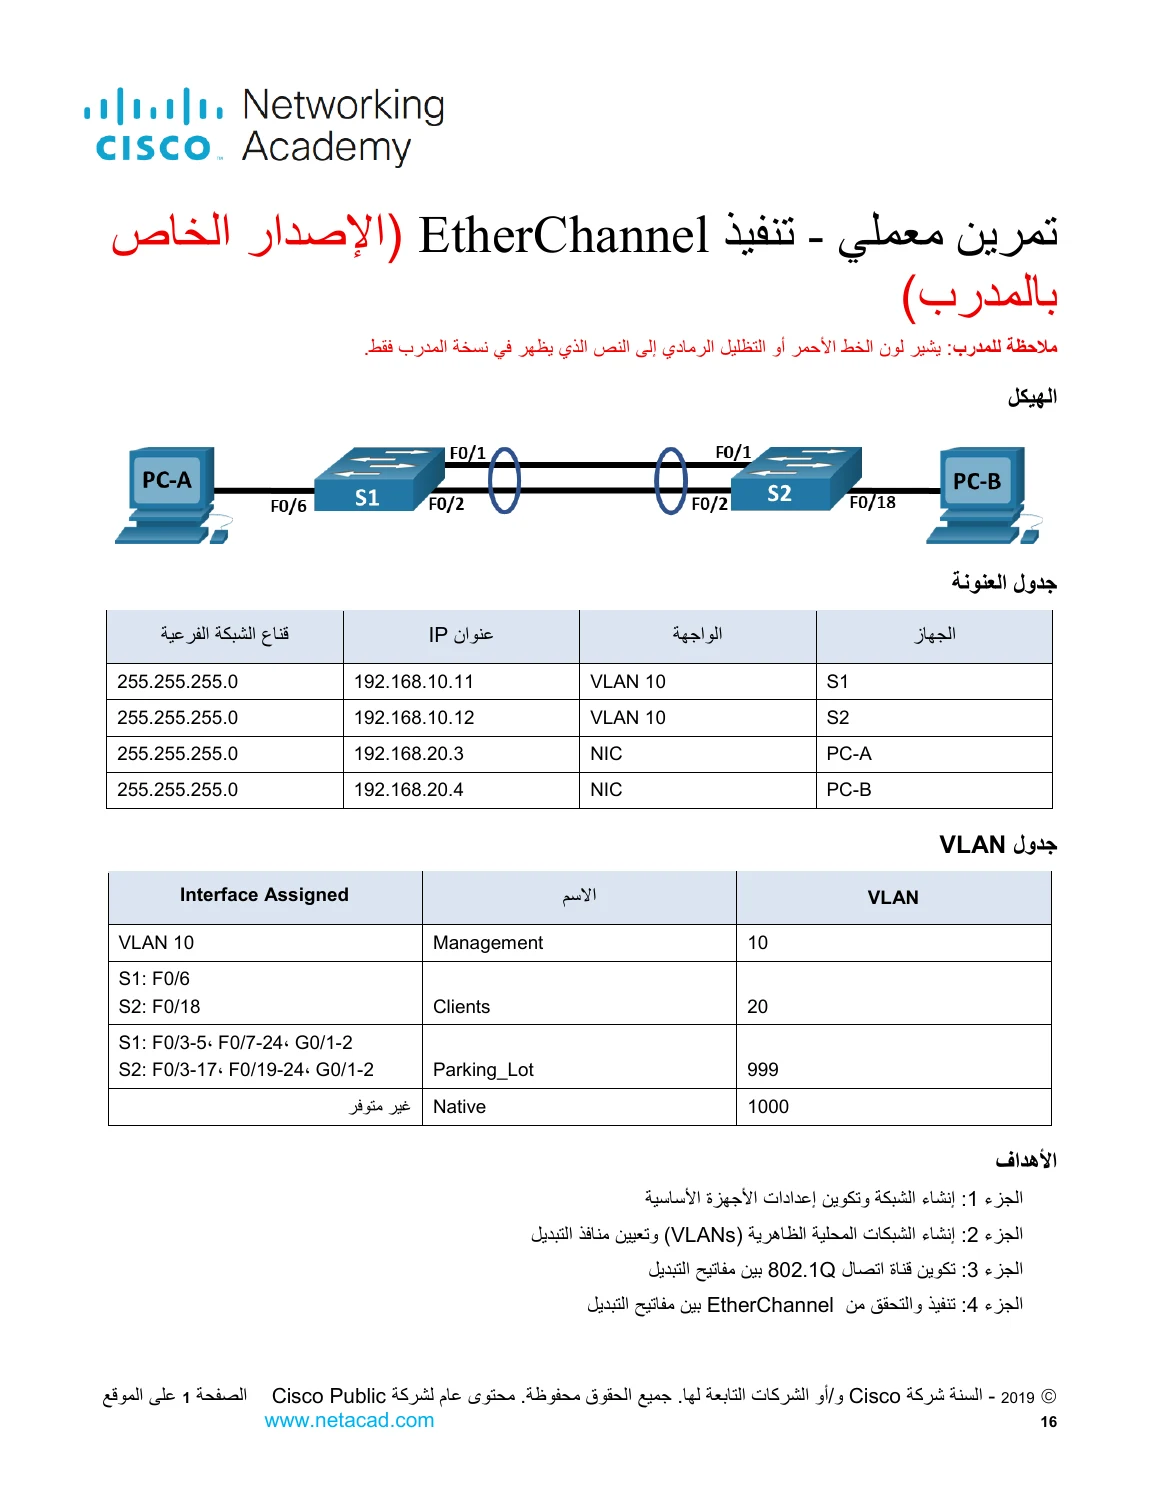 Networking
CISCO Academy
تمرين معملي - تنفيذ EtherChannel (الإصدار الخاص
بالمدرب)
ملاحظة للمدرب: يشير لون الخط الأحمر أو التظليل الرمادي إلى النص الذي يظهر في نسخة المدرب فقط.
الهيكل
PC-A F0/6 S1 F0/1 F0/2 F0/1 F0/2 S2 F0/18 PC-B
جدول العنونة
الجهاز الواجهة عنوان IP قناع الشبكة الفرعية
S1 VLAN 10 192.168.10.11 255.255.255.0
S2 VLAN 10 192.168.10.12 255.255.255.0
PC-A NIC 192.168.20.3 255.255.255.0
PC-B NIC 192.168.20.4 255.255.255.0
جدول VLAN
VLAN الاسم Interface Assigned
10 Management VLAN 10
20 Clients S1: F0/6
S2: F0/18
999 Parking_Lot S1: F0/3-5، F0/7-24، G0/1-2
S2: F0/3-17، F0/19-24، G0/1-2
1000 Native غير متوفر
الأهداف
الجزء 1: إنشاء الشبكة وتكوين إعدادات الأجهزة الأساسية
الجزء 2: إنشاء الشبكات المحلية الظاهرية (VLANs) وتعيين منافذ التبديل
الجزء 3: تكوين قناة اتصال 802.1Q بين مفاتيح التبديل
الجزء 4: تنفيذ والتحقق من EtherChannel بين مفاتيح التبديل
© 2019 - السنة شركة Cisco و/أو الشركات التابعة لها. جميع الحقوق محفوظة. محتوى عام لشركة Cisco Public الصفحة 1 على الموقع
16 www.netacad.com